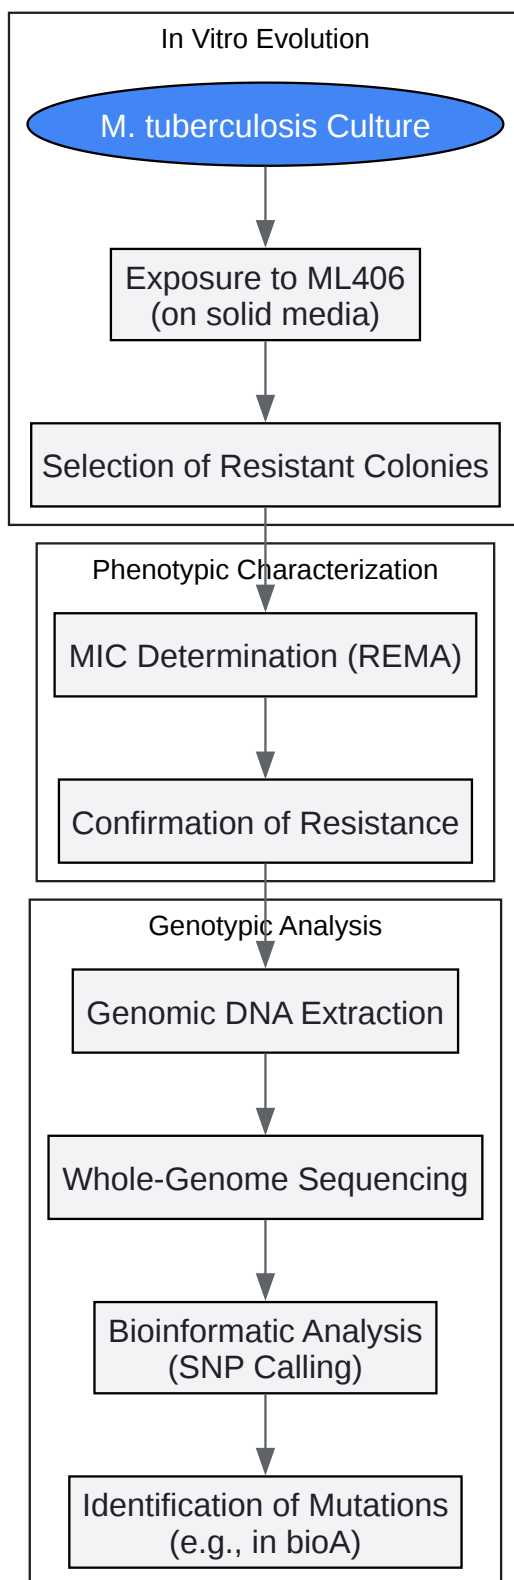 In Vitro Evolution
M. tuberculosis Culture
Exposure to ML406
(on solid media)
Selection of Resistant Colonies
Phenotypic Characterization
MIC Determination (REMA)
Confirmation of Resistance
Genotypic Analysis
Genomic DNA Extraction
Whole-Genome Sequencing
Bioinformatic Analysis
(SNP Calling)
Identification of Mutations
(e.g., in bioA)